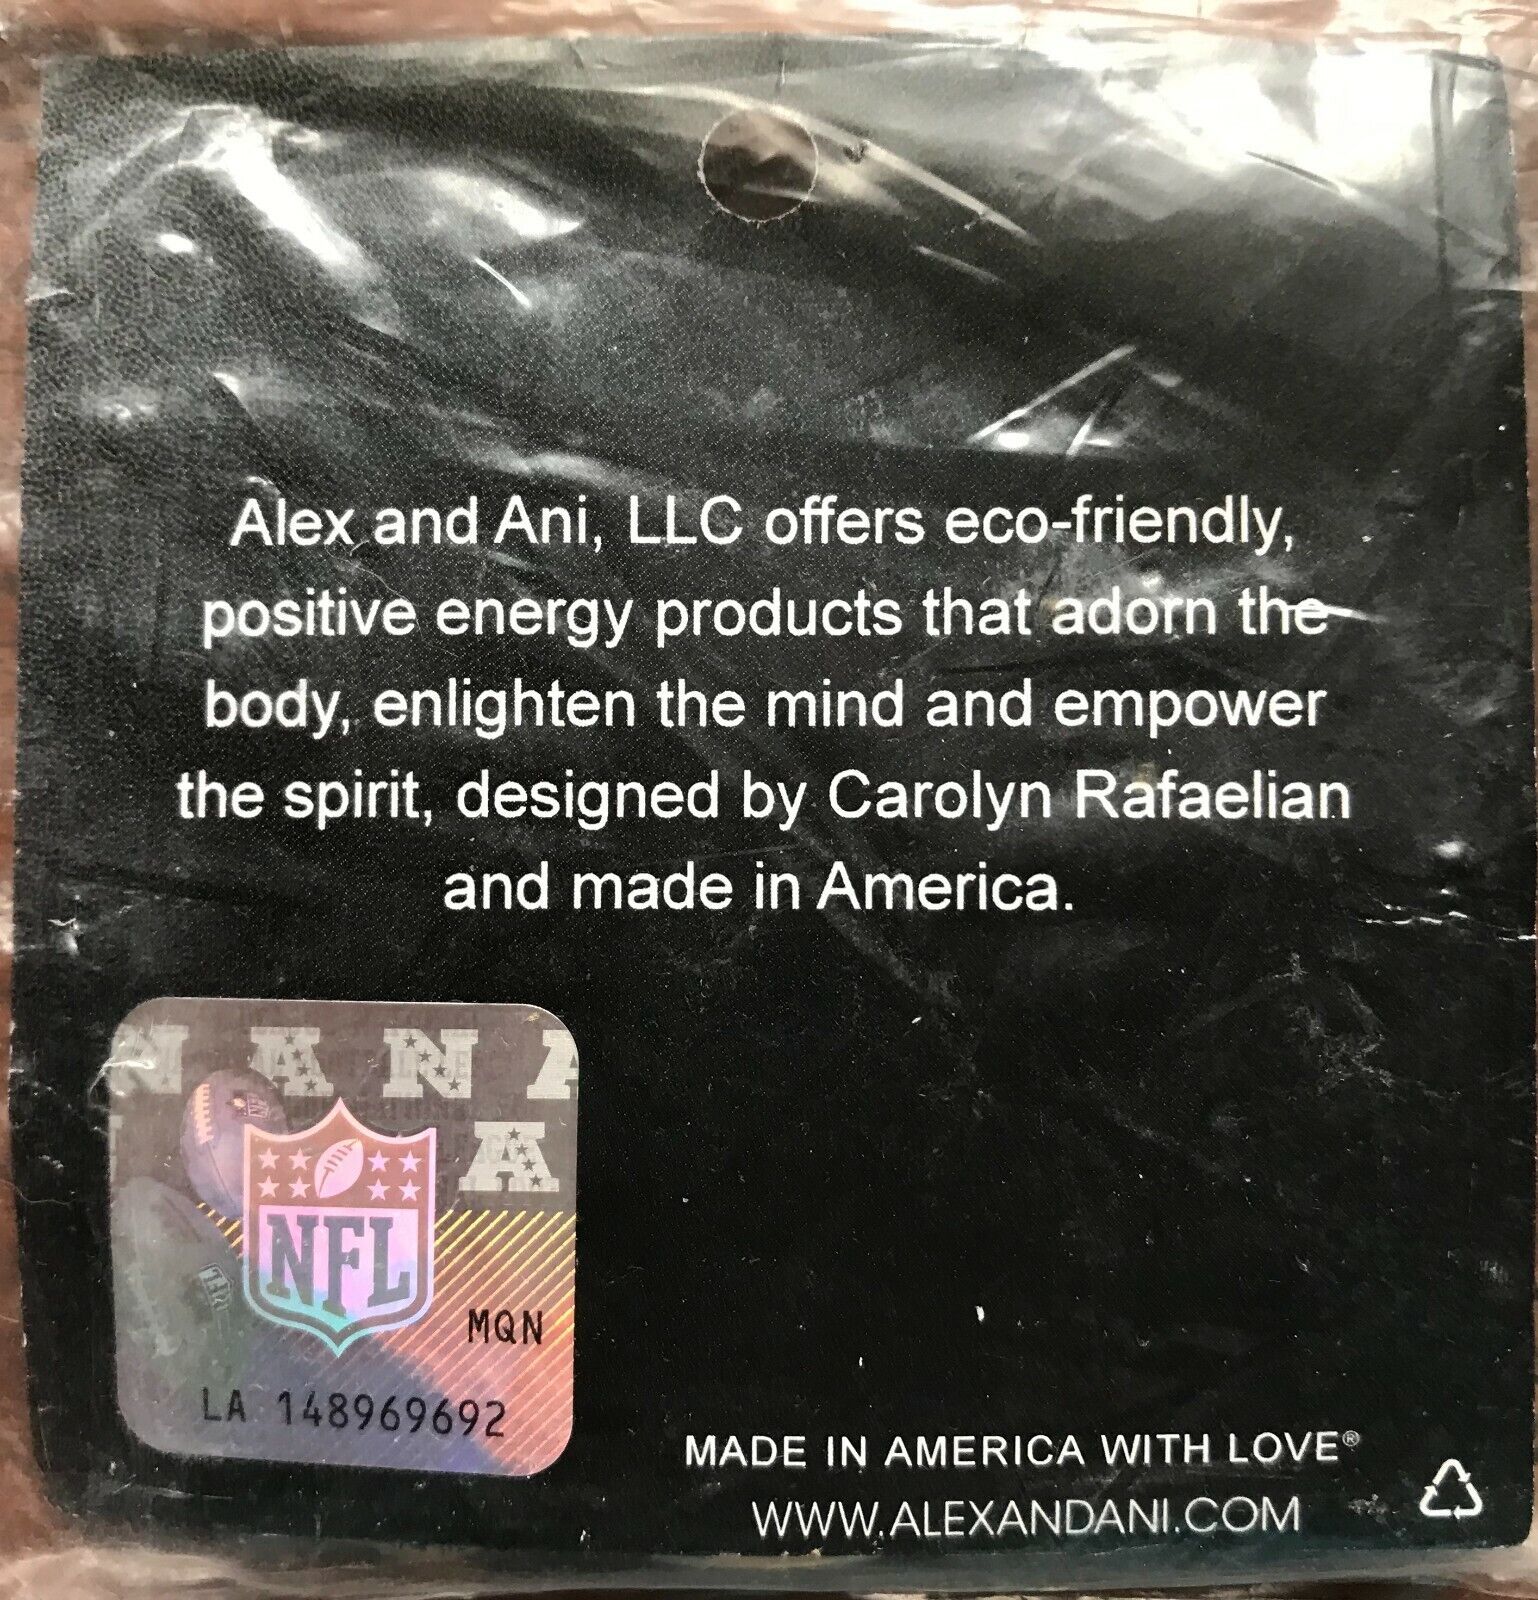 Alex and Ani, LLC offers eco-friendly,
positive energy products that adorn the
body, enlighten the mind and empower
the spirit, designed by Carolyn Rafaelian
and made in America.
N A N A
A
NFL
MQN
LA 148969692
MADE IN AMERICA WITH LOVE®
WWW.ALEXANDANI.COM